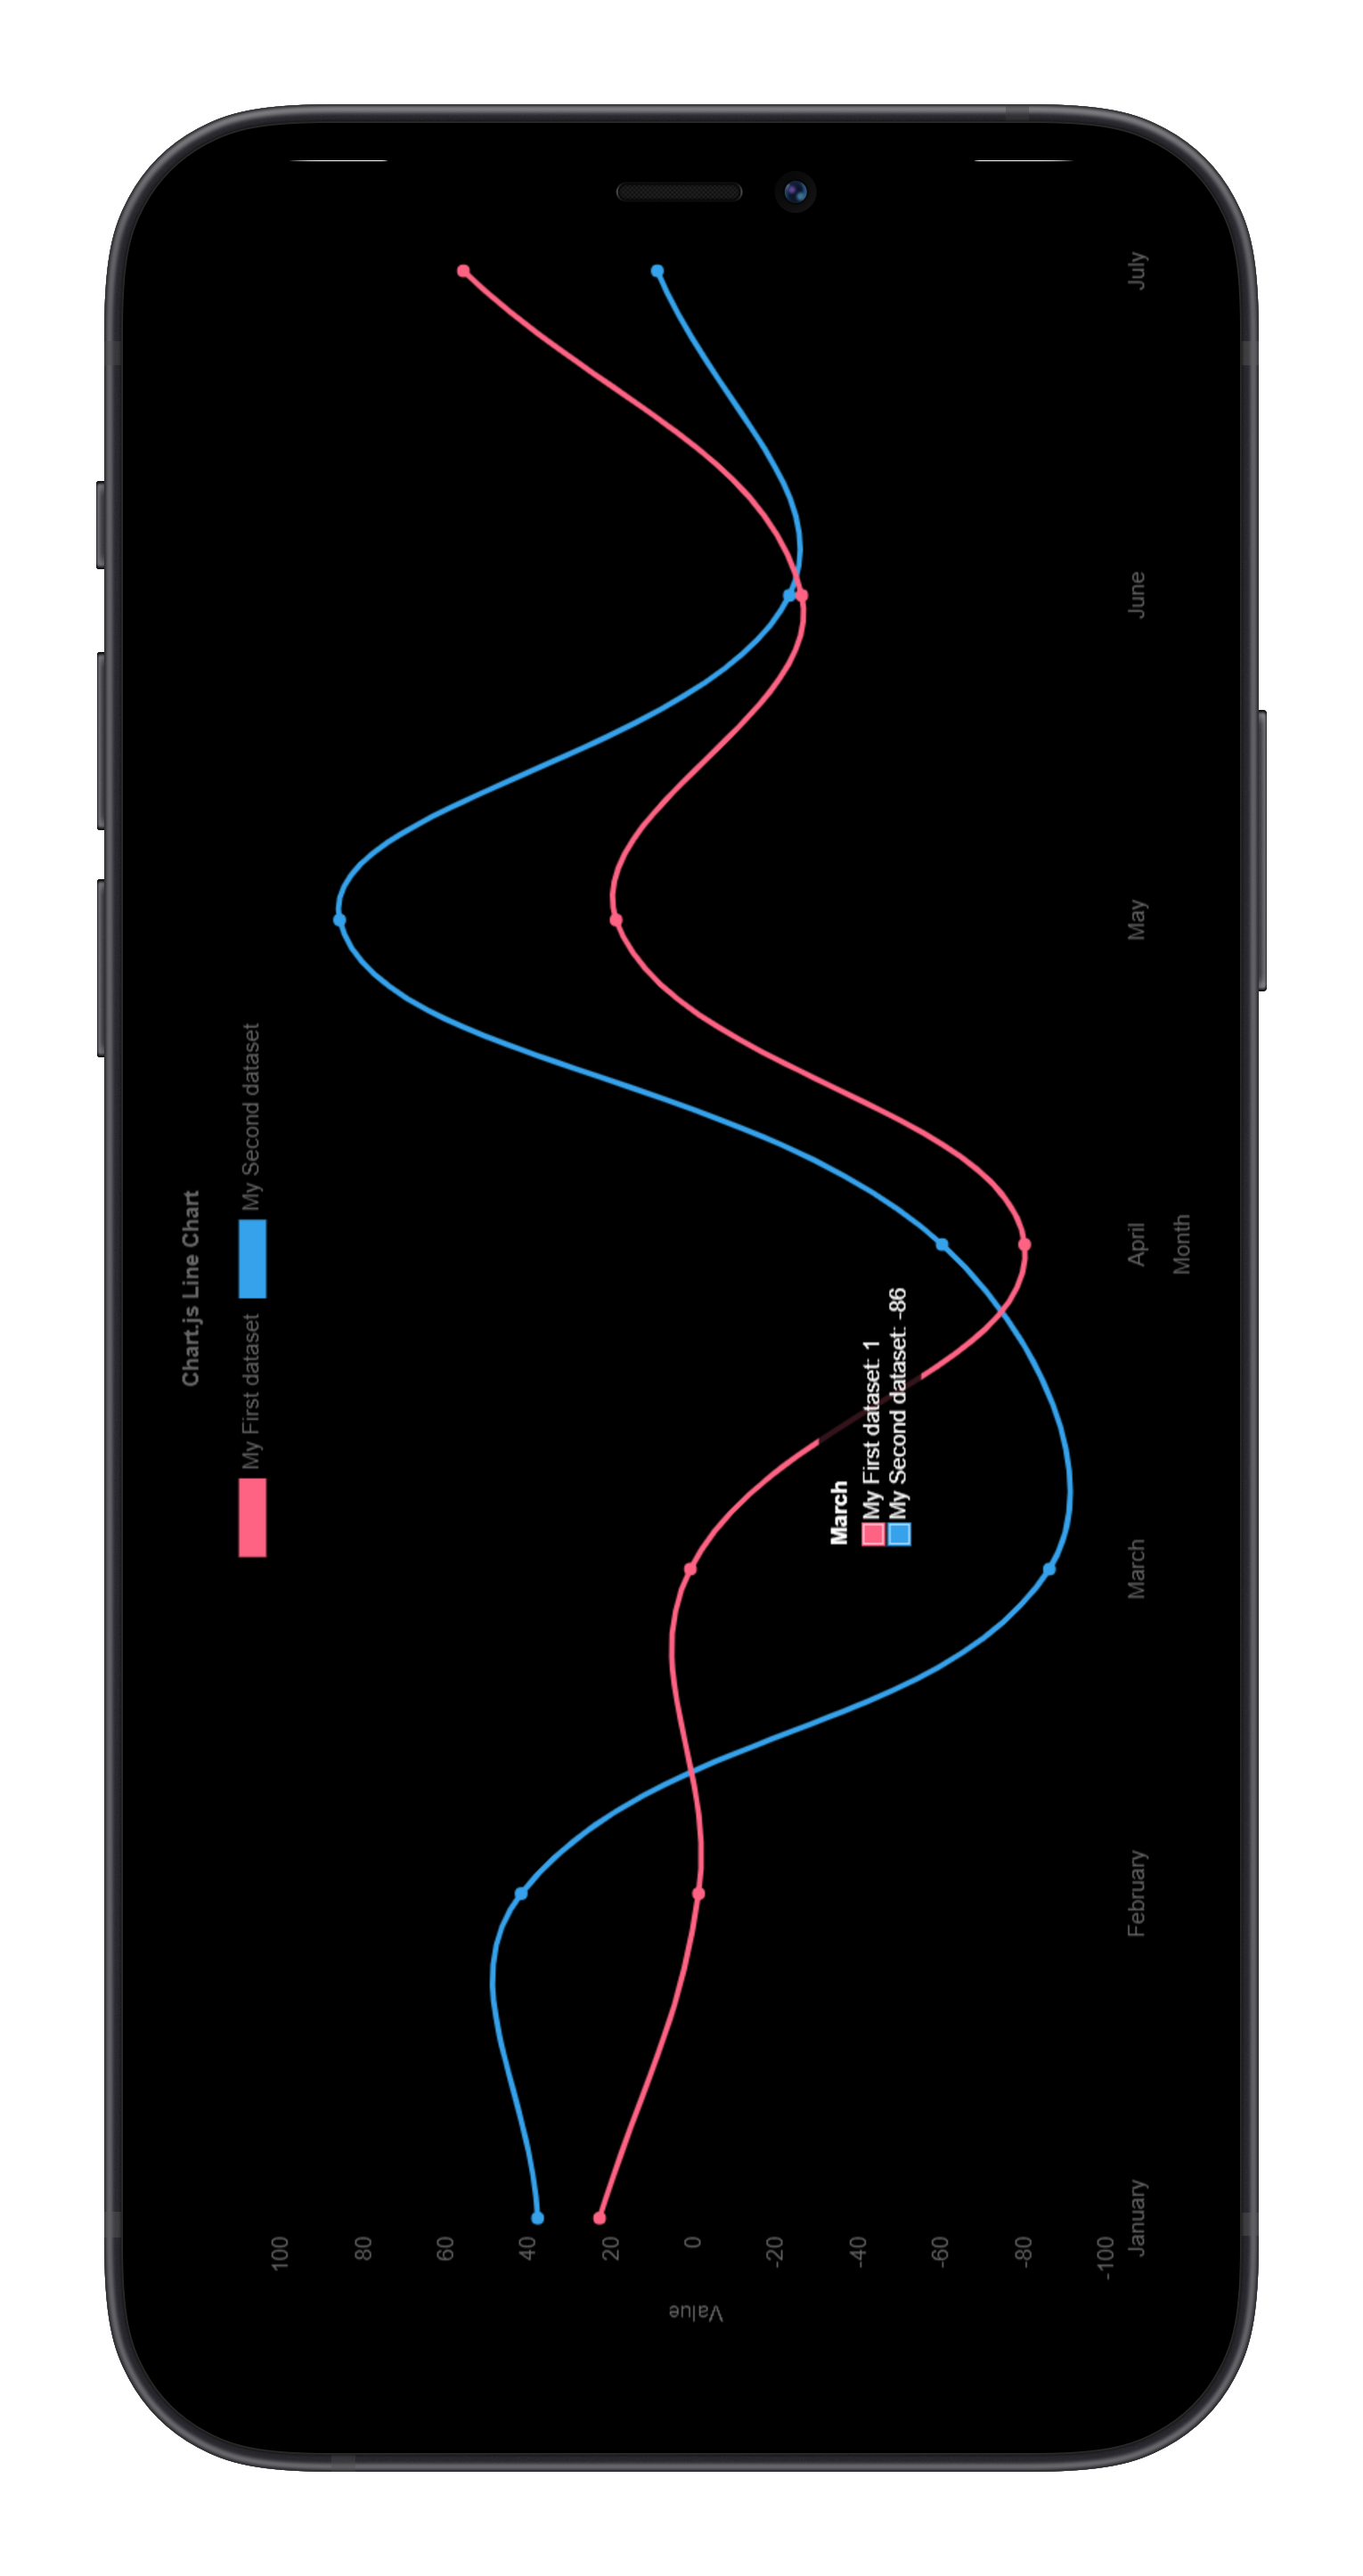 Chart.js Line Chart
My First dataset
My Second dataset
Value
100
80
60
40
20
0
-20
-40
-60
-80
-100
March
My First dataset: 1
My Second dataset: -86
January
February
March
April
May
June
July
Month